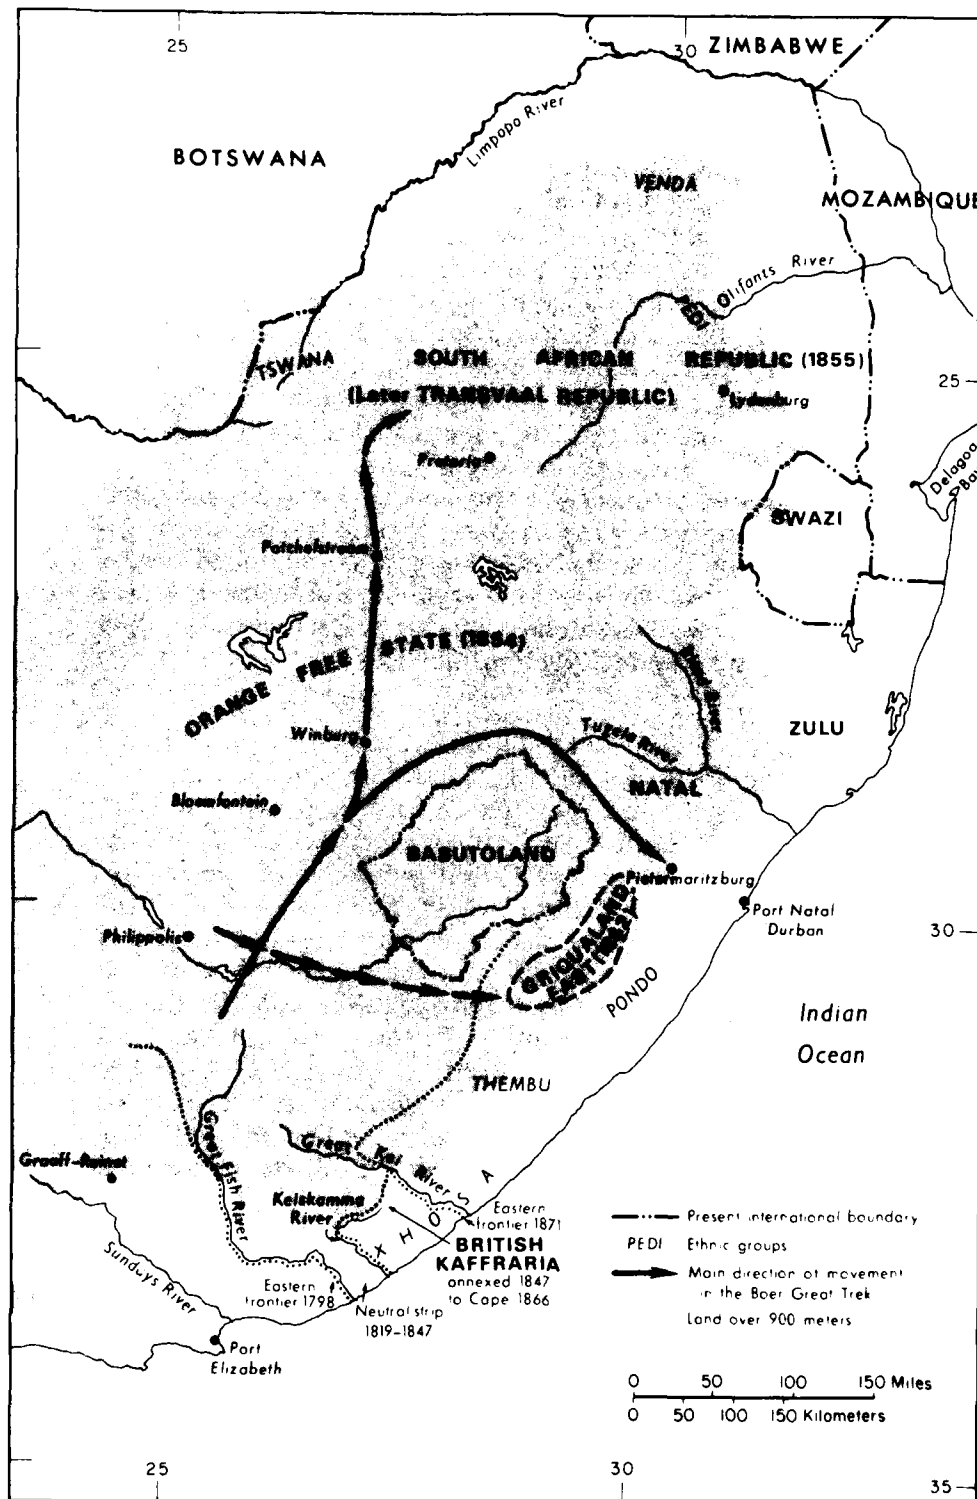 25
30
ZIMBABWE
BOTSWANA
Limpopo River
VENDA
MOZAMBIQUE
Olifants River
PEDI
TSWANA
SOUTH AFRICAN REPUBLIC (1855)
(Later TRANSVAAL REPUBLIC)
25
Lydenburg
Pretoria
Delagoa
Bay
SWAZI
Potchefstroom
ORANGE FREE STATE (1854)
Winburg
Tugela River
ZULU
NATAL
Bloemfontein
BASUTOLAND
Pietermaritzburg
Port Natal
Durban
Philippolis
30
GRIQUALAND
EAST
PONDO
Indian
Ocean
THEMBU
Great Fish River
Graaff-Reinet
Great Kei River
Keiskamma
River
XHOSA
Eastern
frontier 1871
BRITISH
KAFFRARIA
annexed 1847
to Cape 1866
Sundays River
Eastern
frontier 1798
Neutral strip
1819-1847
Port
Elizabeth
Present international boundary
PEDI Ethnic groups
Main direction of movement
in the Boer Great Trek
Land over 900 meters
0 50 100 150 Miles
0 50 100 150 Kilometers
25
30
35